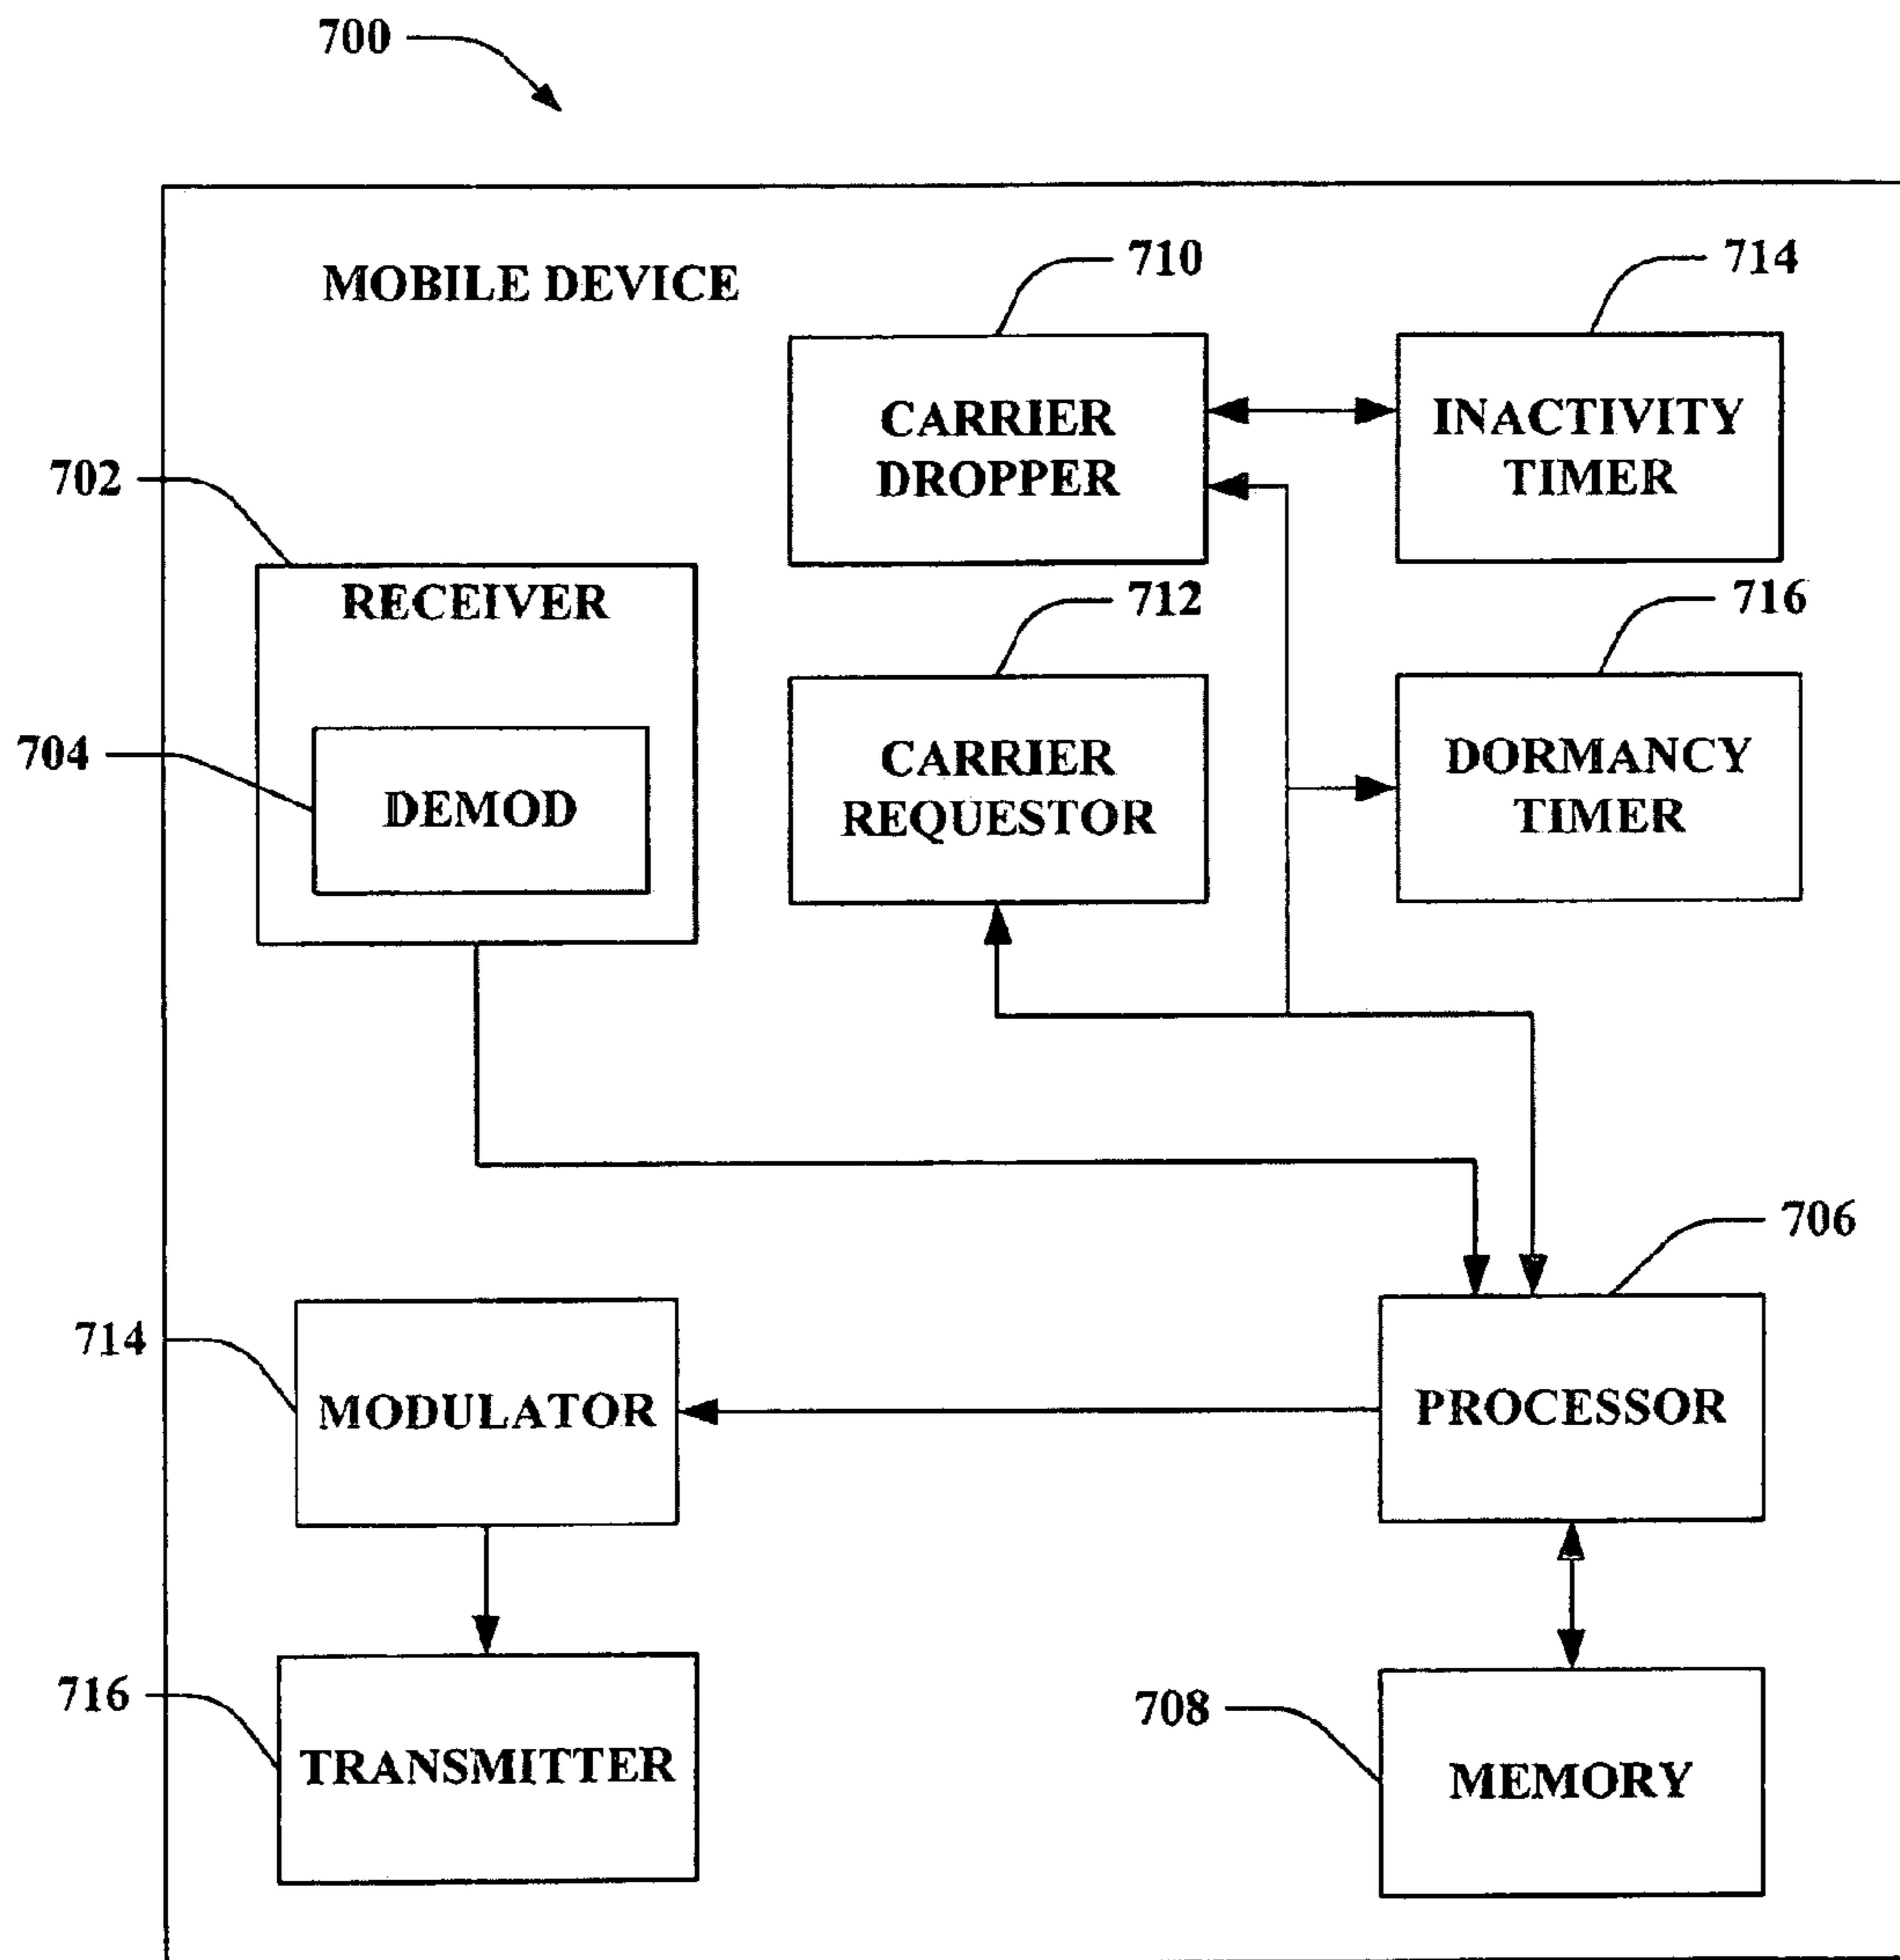 700
MOBILE DEVICE
710
714
CARRIER
DROPPER
INACTIVITY
TIMER
702
RECEIVER
712
716
704
DEMOD
CARRIER
REQUESTOR
DORMANCY
TIMER
706
714
MODULATOR
PROCESSOR
716
TRANSMITTER
708
MEMORY